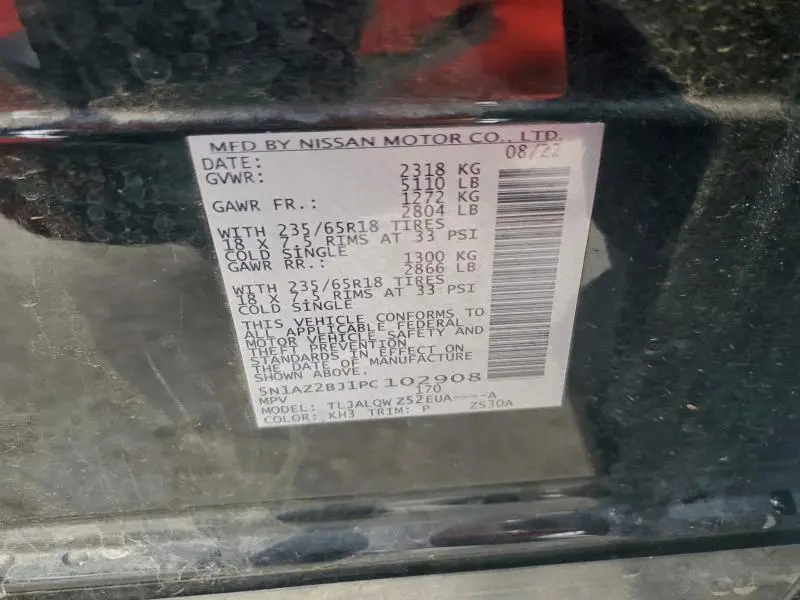 MFD BY NISSAN MOTOR CO., LTD.
DATE: 08/22
GVWR: 2318 KG
5110 LB
GAWR FR.: 1272 KG
2804 LB
WITH 235/65R18 TIRES
18 X 7.5 RIMS AT 33 PSI
COLD SINGLE
GAWR RR.: 1300 KG
2866 LB
WITH 235/65R18 TIRES
18 X 7.5 RIMS AT 33 PSI
COLD SINGLE
THIS VEHICLE CONFORMS TO
ALL APPLICABLE FEDERAL
MOTOR VEHICLE SAFETY AND
THEFT PREVENTION
STANDARDS IN EFFECT ON
THE DATE OF MANUFACTURE
SHOWN ABOVE.
5N1AZ2BJ1PC102908
MPV 170
MODEL: TLJALQW Z52EUA----A
COLOR: KH3 TRIM: P ZS30A